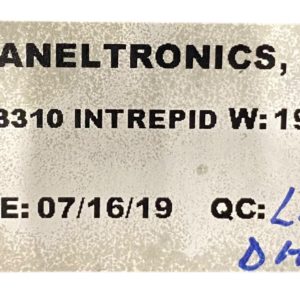 ANELTRONICS,
3310 INTREPID W: 19
E: 07/16/19 QC: